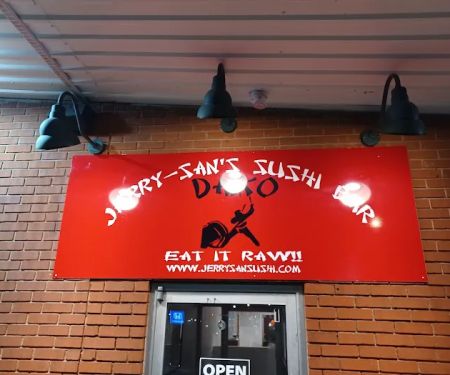 JERRY-SAN'S SUSHI BAR
EAT IT RAW!!
WWW.JERRYSANSUSHI.COM
OPEN